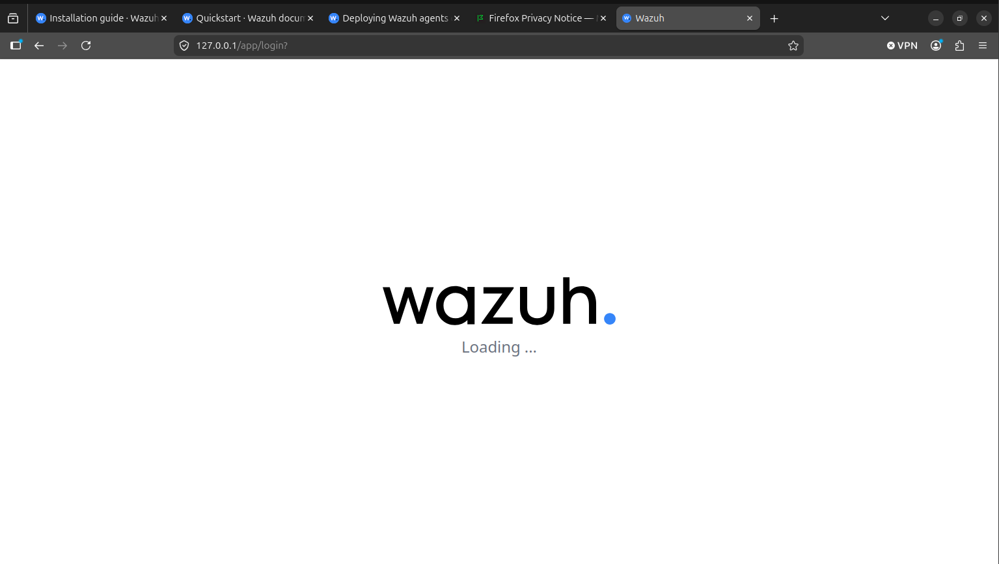 Installation guide · Wazuh
Quickstart · Wazuh docum
Deploying Wazuh agents
Firefox Privacy Notice —
Wazuh
127.0.0.1/app/login?
VPN
wazuh.
Loading ...